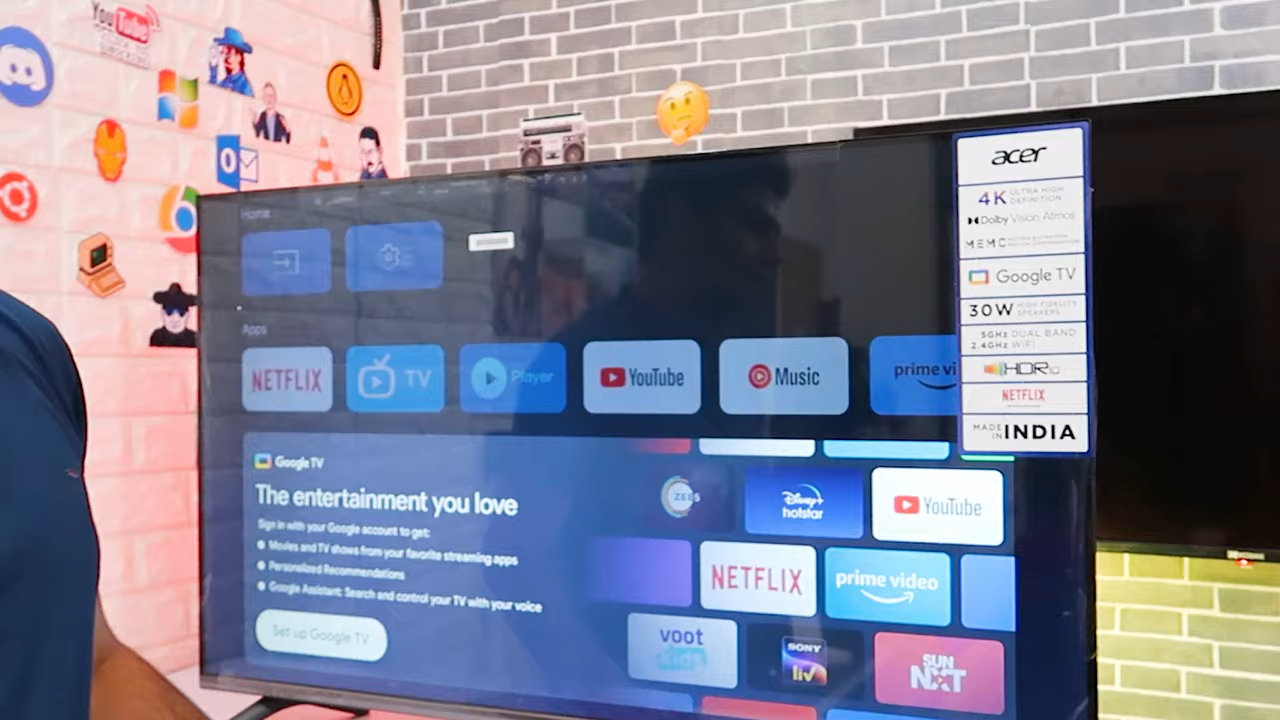 You Tube
acer
4K ULTRA HIGH DEFINITION
Dolby Vision Atmos
MEMC
Google TV
30W HIGH FIDELITY SPEAKERS
5GHz DUAL BAND
2.4GHz WiFi
HDR10
NETFLIX
MADE IN INDIA
Home
Apps
NETFLIX
TV
Player
YouTube
Music
prime vi
Google TV
The entertainment you love
Sign in with your Google account to get:
Movies and TV shows from your favorite streaming apps
Personalized Recommendations
Google Assistant: Search and control your TV with your voice
Set up Google TV
ZEE5
Disney+ hotstar
YouTube
NETFLIX
prime video
voot
SONY
liv
SUN
NXT